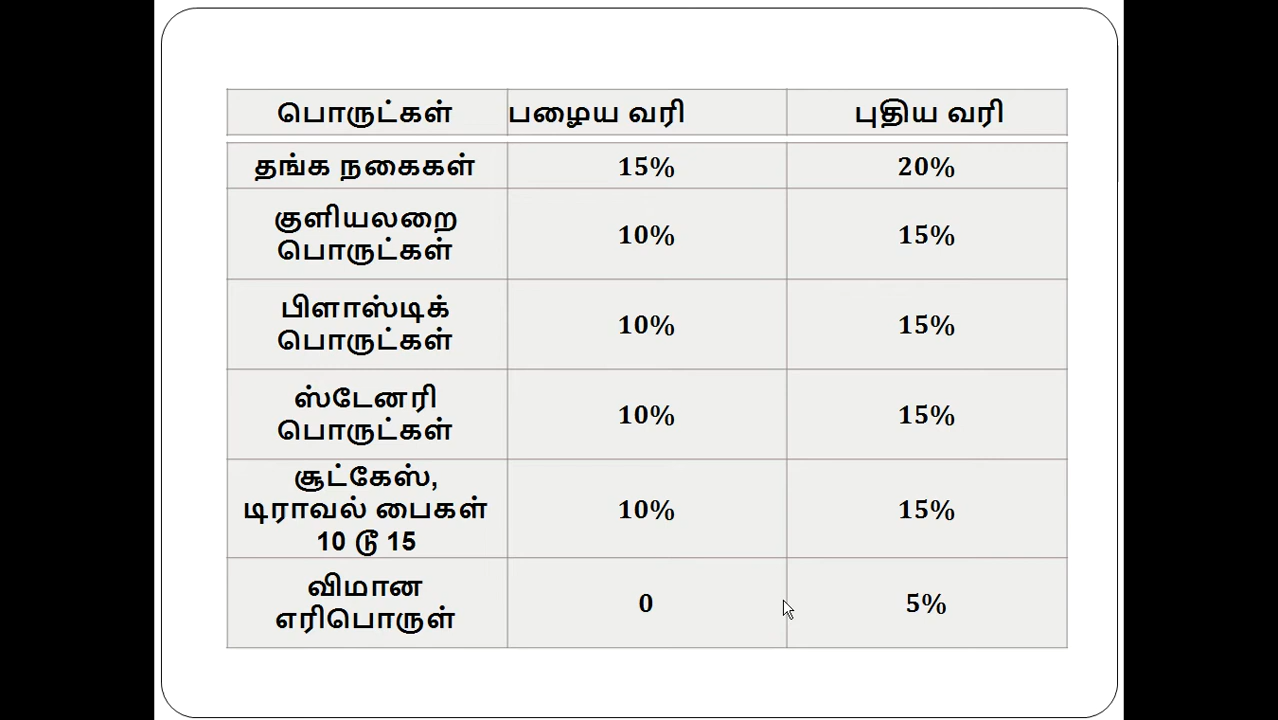 பொருட்கள் பழைய வரி புதிய வரி
தங்க நகைகள் 15% 20%
குளியலறை
பொருட்கள் 10% 15%
பிளாஸ்டிக்
பொருட்கள் 10% 15%
ஸ்டேனரி
பொருட்கள் 10% 15%
சூட்கேஸ்,
டிராவல் பைகள் 10% 15%
10 டூ 15
விமான
எரிபொருள் 0 5%